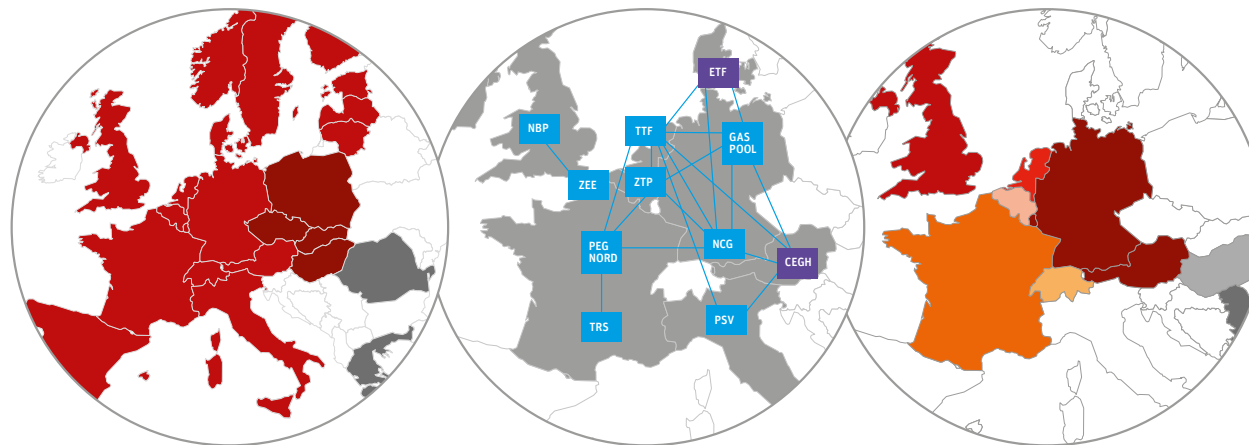 ETF
NBP
TTF
GAS
POOL
ZEE
ZTP
PEG
NORD
NCG
CEGH
TRS
PSV